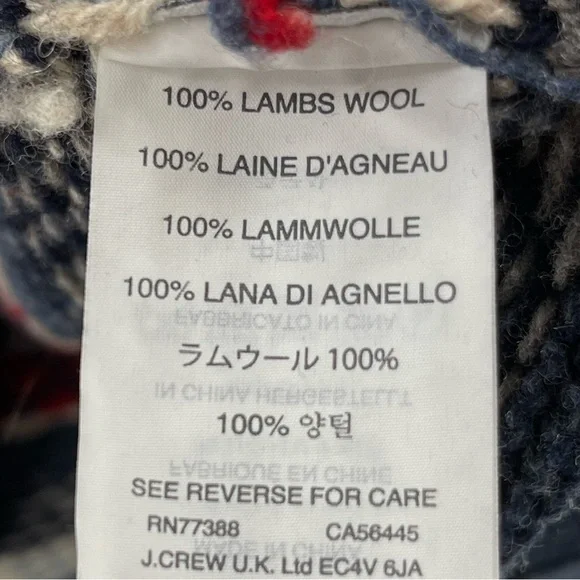 100% LAMBS WOOL
100% LAINE D'AGNEAU
100% LAMMWOLLE
100% LANA DI AGNELLO
ラムウール 100%
100% 양털
SEE REVERSE FOR CARE
RN77388 CA56445
J.CREW U.K. Ltd EC4V 6JA